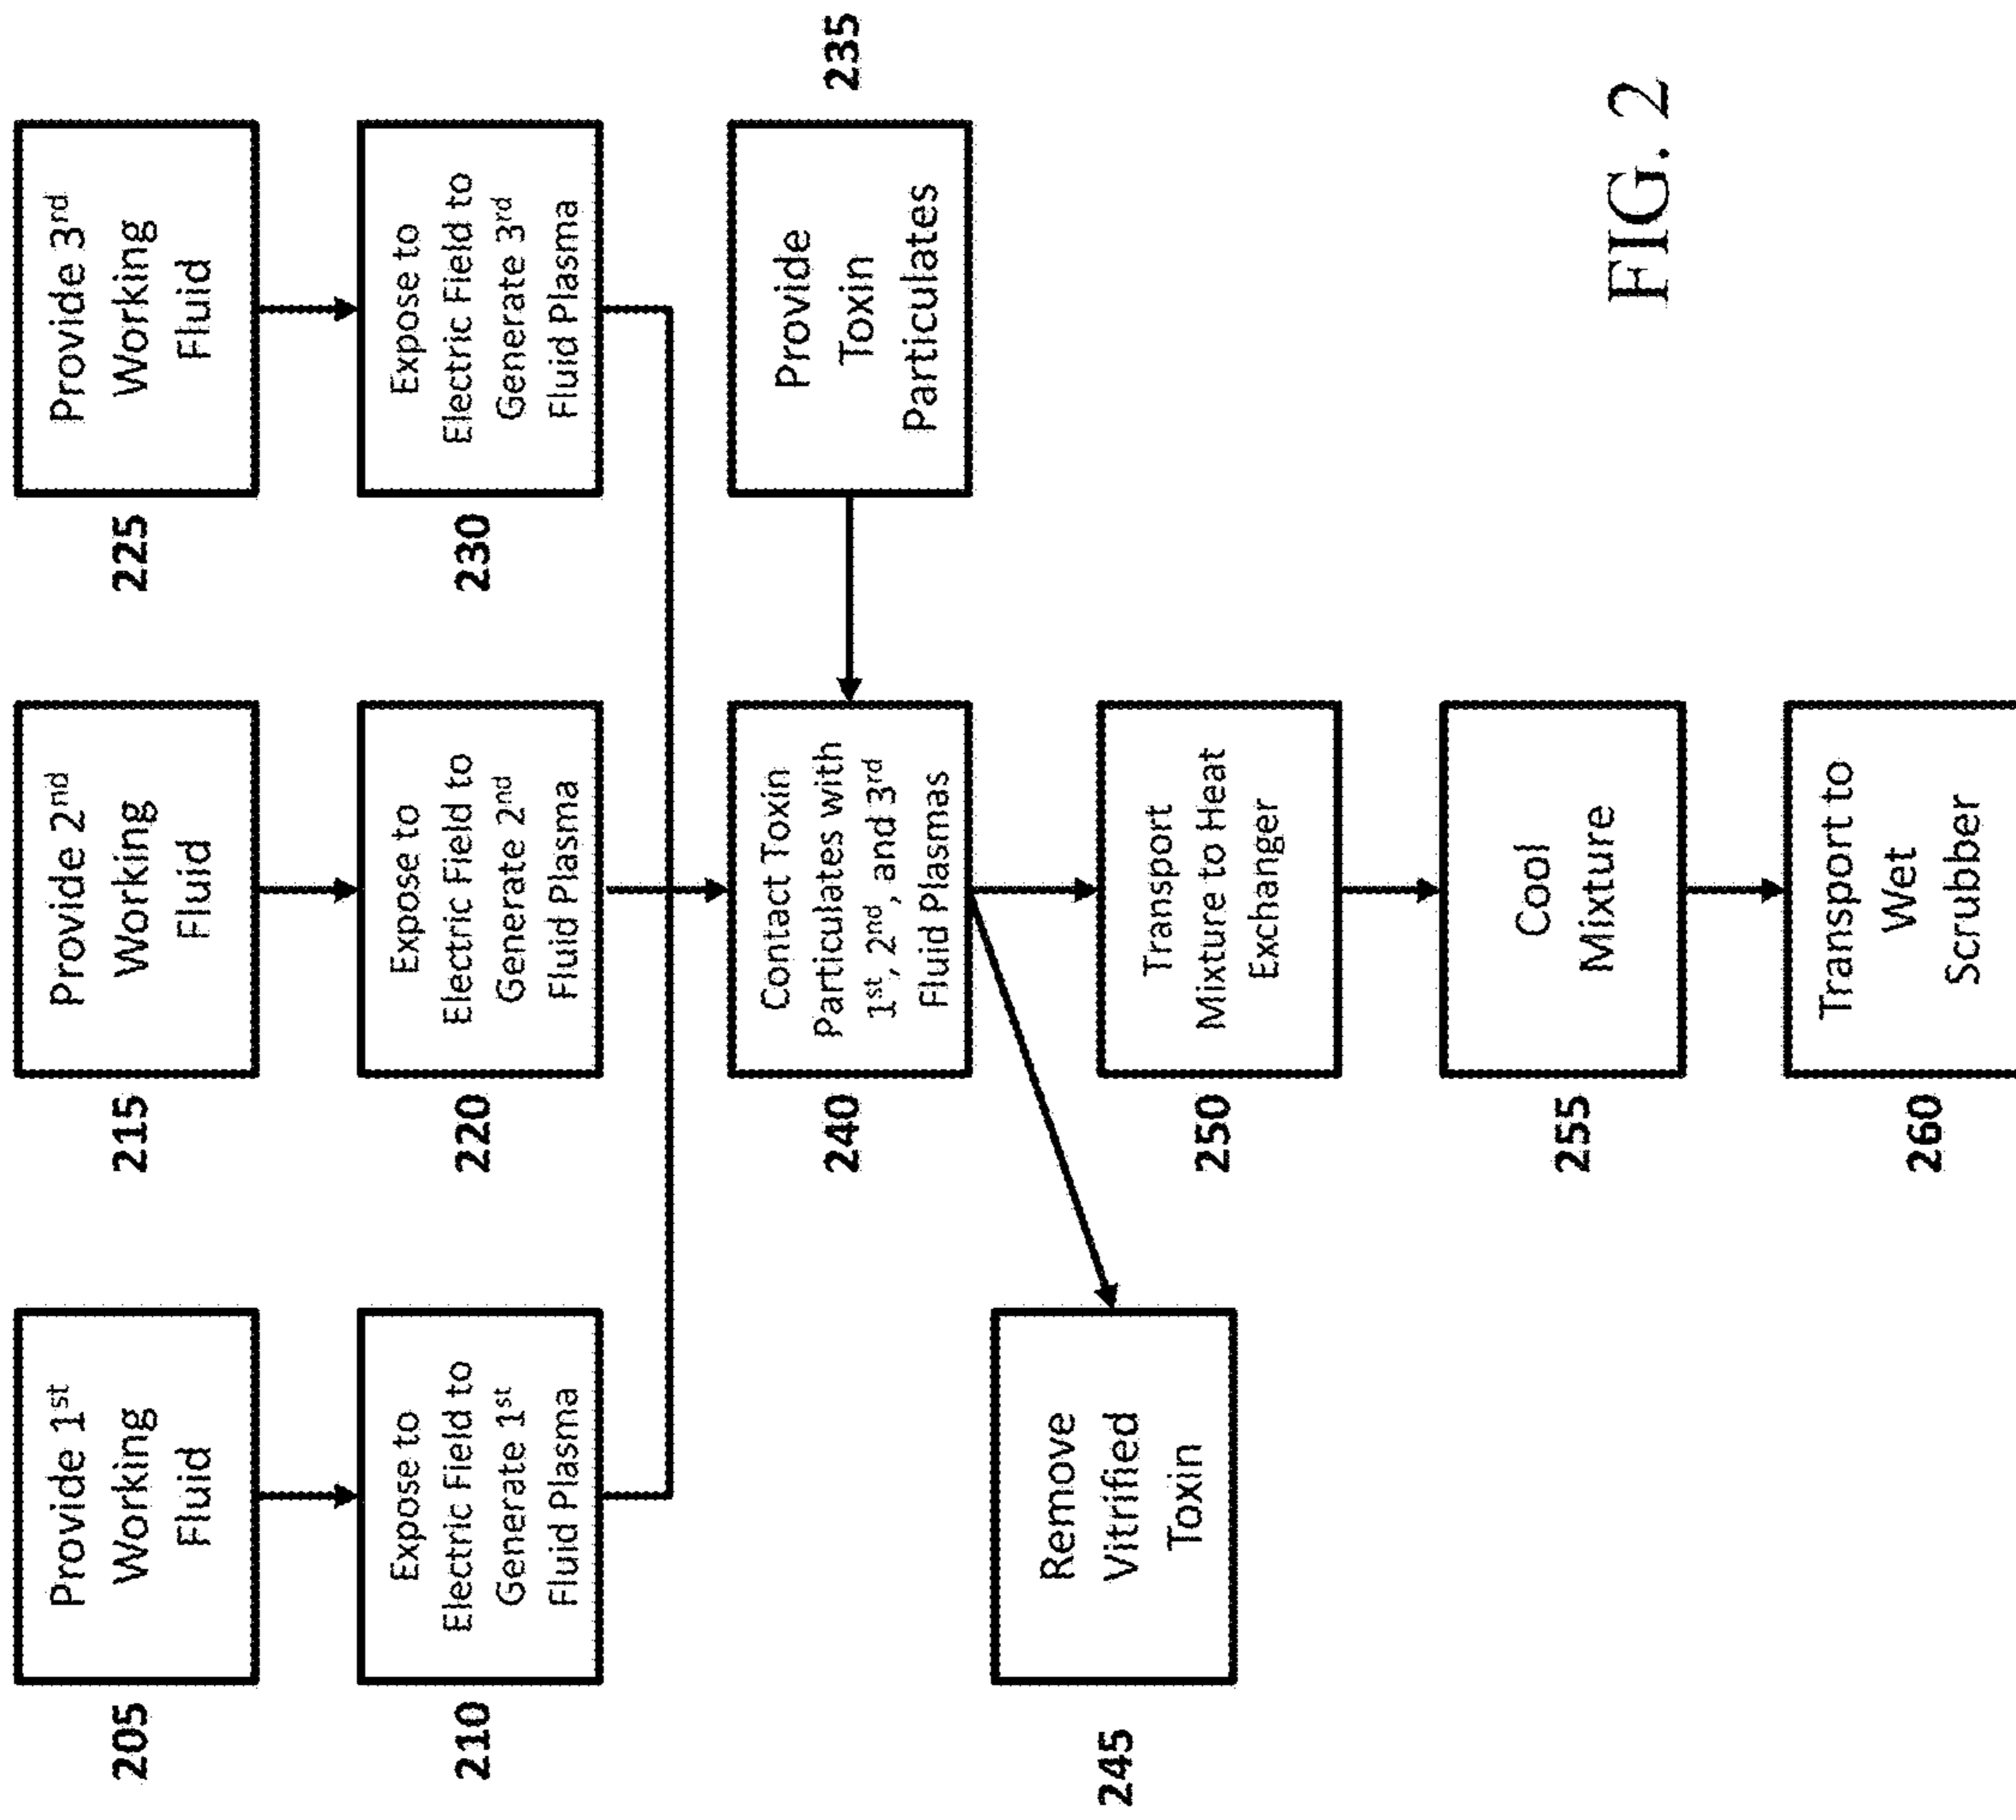 205
Provide 1st
Working
Fluid
215
Provide 2nd
Working
Fluid
225
Provide 3rd
Working
Fluid
210
Expose to
Electric Field to
Generate 1st
Fluid Plasma
220
Expose to
Electric Field to
Generate 2nd
Fluid Plasma
230
Expose to
Electric Field to
Generate 3rd
Fluid Plasma
240
Contact Toxin
Particulates with
1st, 2nd, and 3rd
Fluid Plasmas
Provide
Toxin
Particulates
235
245
Remove
Vitrified
Toxin
250
Transport
Mixture to Heat
Exchanger
255
Cool
Mixture
260
Transport to
Wet
Scrubber
FIG. 2